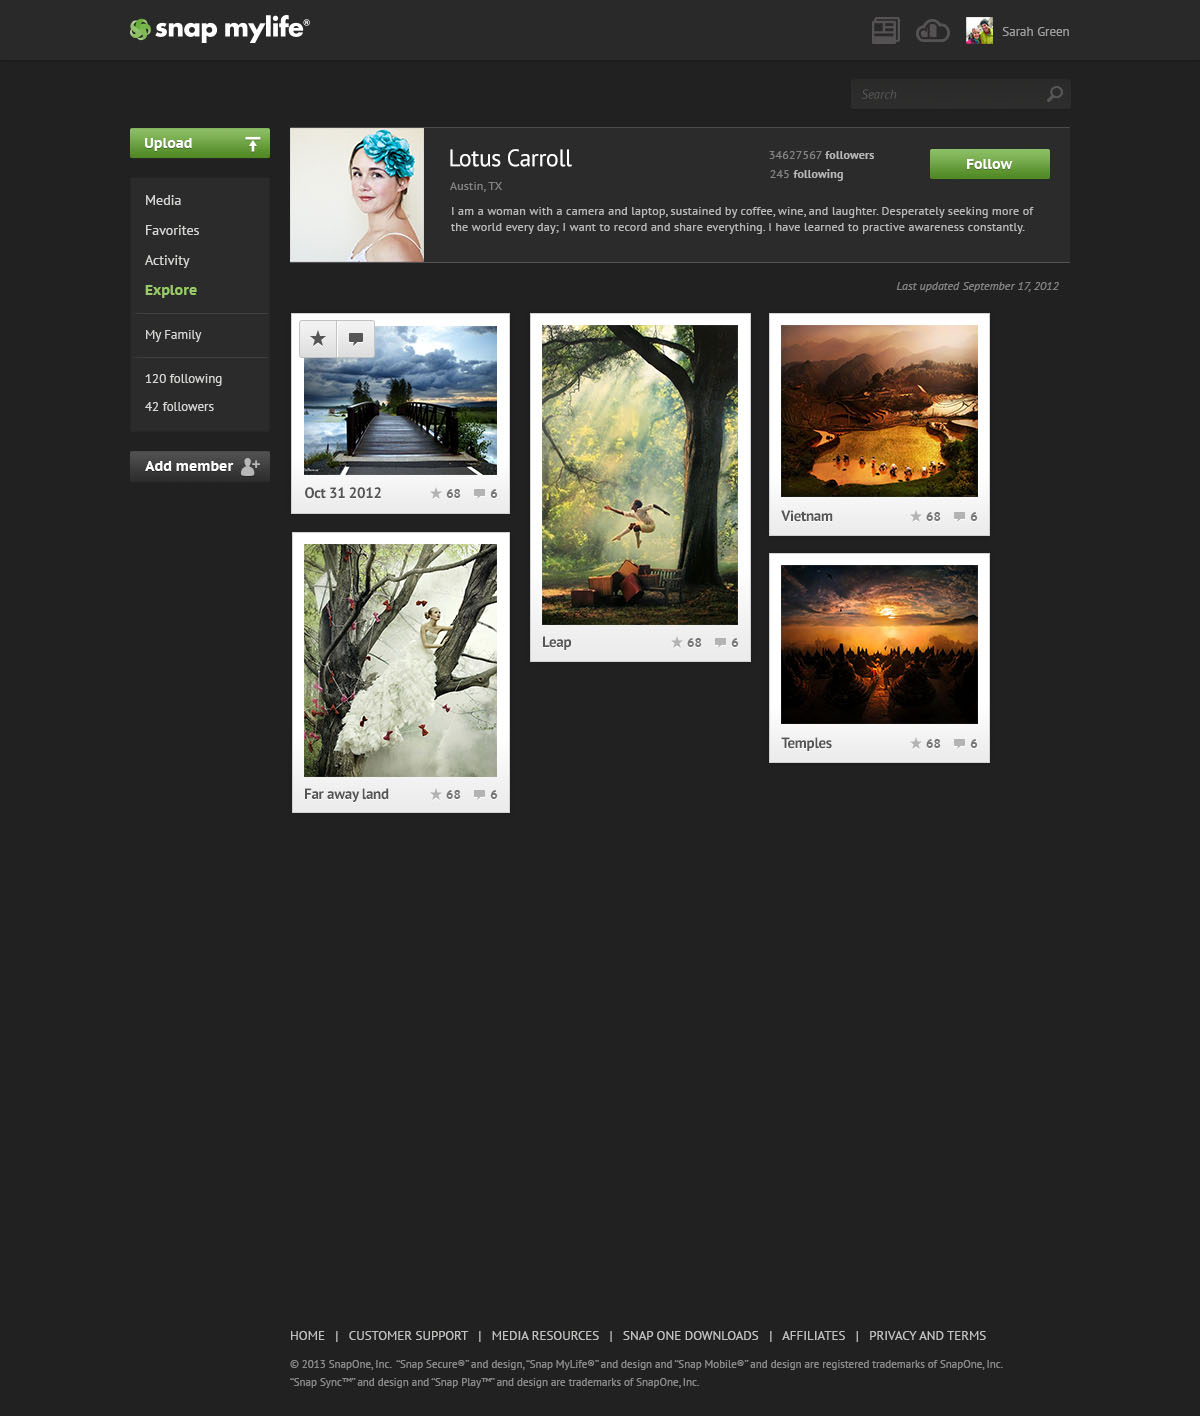 snap mylife®
Sarah Green
Search
Upload
Media
Favorites
Activity
Explore
My Family
120 following
42 followers
Add member
Lotus Carroll
Austin, TX
34627567 followers
245 following
Follow
I am a woman with a camera and laptop, sustained by coffee, wine, and laughter. Desperately seeking more of
the world every day; I want to record and share everything. I have learned to practive awareness constantly.
Last updated September 17, 2012
Oct 31 2012 68 6
Far away land 68 6
Leap 68 6
Vietnam 68 6
Temples 68 6
HOME | CUSTOMER SUPPORT | MEDIA RESOURCES | SNAP ONE DOWNLOADS | AFFILIATES | PRIVACY AND TERMS
© 2013 SnapOne, Inc. "Snap Secure®" and design, "Snap MyLife®" and design and "Snap Mobile®" and design are registered trademarks of SnapOne, Inc.
"Snap Sync™" and design and "Snap Play™" and design are trademarks of SnapOne, Inc.